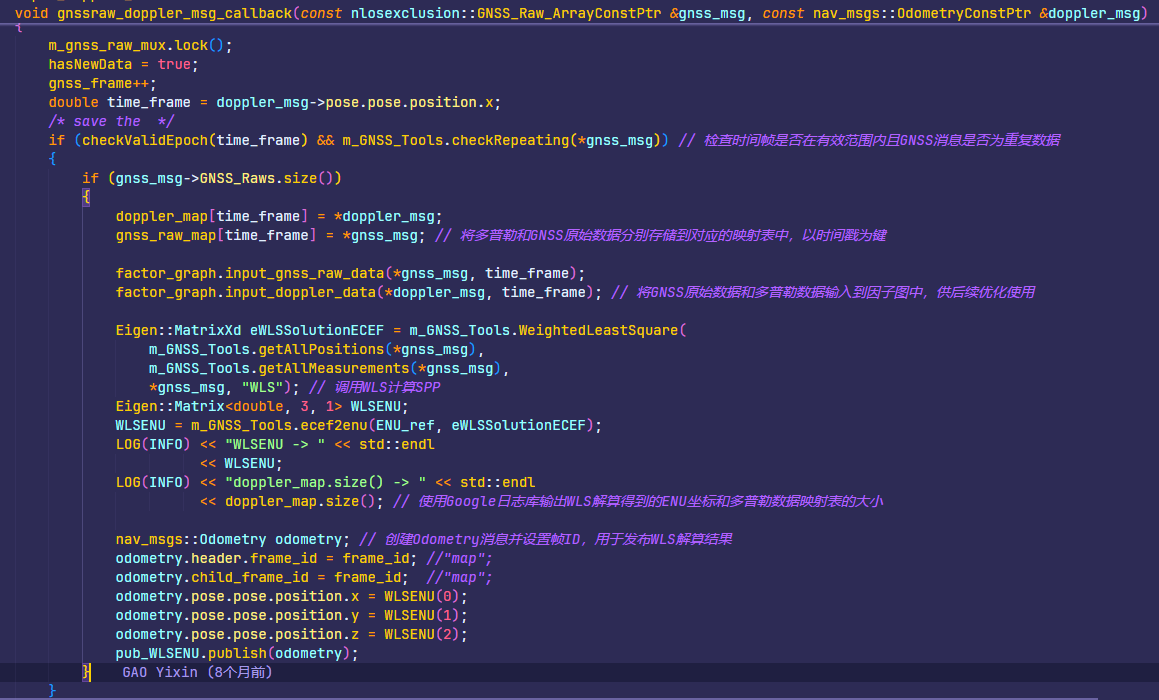 void gnssraw_doppler_msg_callback(const nlosexclusion::GNSS_Raw_ArrayConstPtr &gnss_msg, const nav_msgs::OdometryConstPtr &doppler_msg)
{
    m_gnss_raw_mux.lock();
    hasNewData = true;
    gnss_frame++;
    double time_frame = doppler_msg->pose.pose.position.x;
    /* save the  */
    if (checkValidEpoch(time_frame) && m_GNSS_Tools.checkRepeating(*gnss_msg)) // 检查时间帧是否在有效范围内且GNSS消息是否为重复数据
    {
        if (gnss_msg->GNSS_Raws.size())
        {
            doppler_map[time_frame] = *doppler_msg;
            gnss_raw_map[time_frame] = *gnss_msg; // 将多普勒和GNSS原始数据分别存储到对应的映射表中，以时间戳为键
            factor_graph.input_gnss_raw_data(*gnss_msg, time_frame);
            factor_graph.input_doppler_data(*doppler_msg, time_frame); // 将GNSS原始数据和多普勒数据输入到因子图中，供后续优化使用
            Eigen::MatrixXd eWLSSolutionECEF = m_GNSS_Tools.WeightedLeastSquare(
                m_GNSS_Tools.getAllPositions(*gnss_msg),
                m_GNSS_Tools.getAllMeasurements(*gnss_msg),
                *gnss_msg, "WLS"); // 调用WLS计算SPP
            Eigen::Matrix<double, 3, 1> WLSENU;
            WLSENU = m_GNSS_Tools.ecef2enu(ENU_ref, eWLSSolutionECEF);
            LOG(INFO) << "WLSENU -> " << std::endl
                      << WLSENU;
            LOG(INFO) << "doppler_map.size() -> " << std::endl
                      << doppler_map.size(); // 使用Google日志库输出WLS解算得到的ENU坐标和多普勒数据映射表的大小
            nav_msgs::Odometry odometry; // 创建Odometry消息并设置帧ID，用于发布WLS解算结果
            odometry.header.frame_id = frame_id; //"map";
            odometry.child_frame_id = frame_id;  //"map";
            odometry.pose.pose.position.x = WLSENU(0);
            odometry.pose.pose.position.y = WLSENU(1);
            odometry.pose.pose.position.z = WLSENU(2);
            pub_WLSENU.publish(odometry);
        }    GAO Yixin (8个月前)
    }